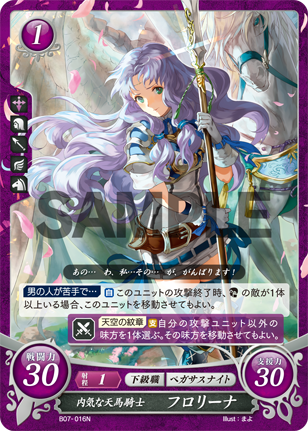 1
SAMPLE
あの… わ、私…その… が、がんばります！
男の人が苦手で… 自 このユニットの攻撃終了時、の敵が1体
以上いる場合、このユニットを移動させてもよい。
天空の紋章 支 自分の攻撃ユニット以外の
味方を1体選ぶ。その味方を移動させてもよい。
戦闘力
30
射程 1 下級職 ペガサスナイト
支援力
30
内気な天馬騎士 フロリーナ
B07-016N
Illust：まよ